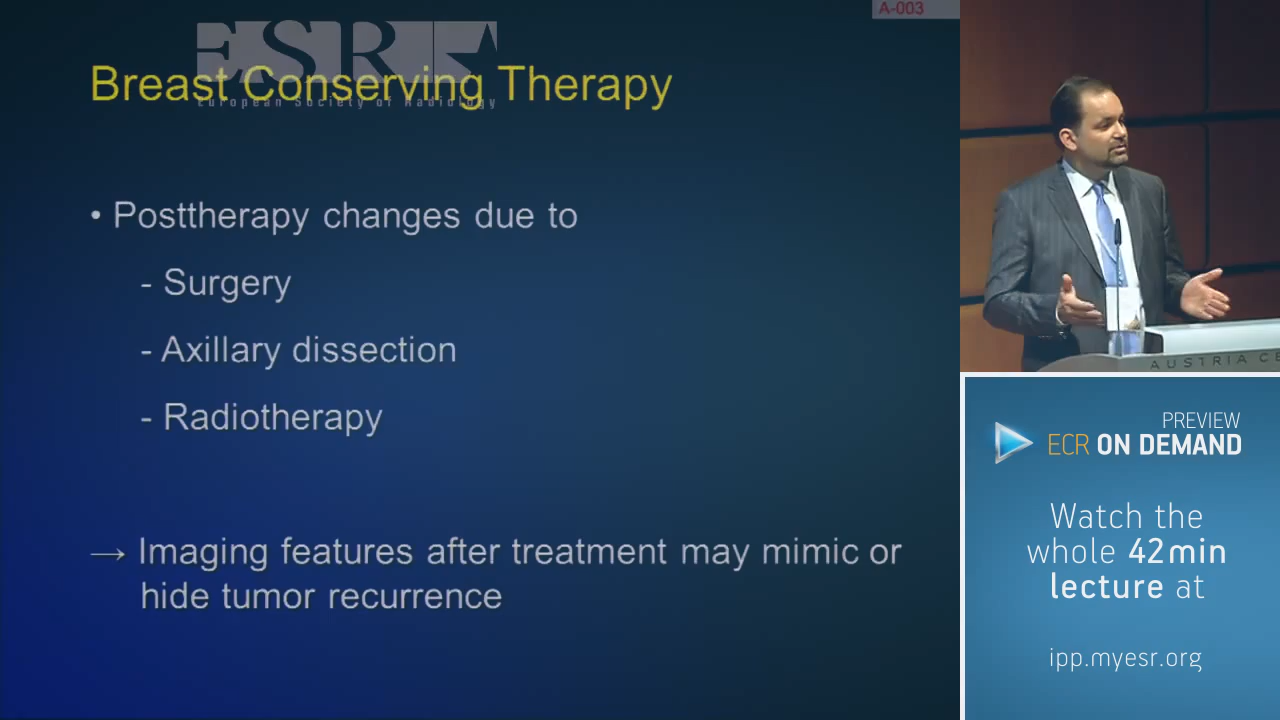 A-003
ESR
European Society of Radiology
Breast Conserving Therapy
• Posttherapy changes due to
- Surgery
- Axillary dissection
- Radiotherapy
→ Imaging features after treatment may mimic or
hide tumor recurrence
AUSTRIA CE
PREVIEW
ECR ON DEMAND
Watch the
whole 42min
lecture at
ipp.myesr.org